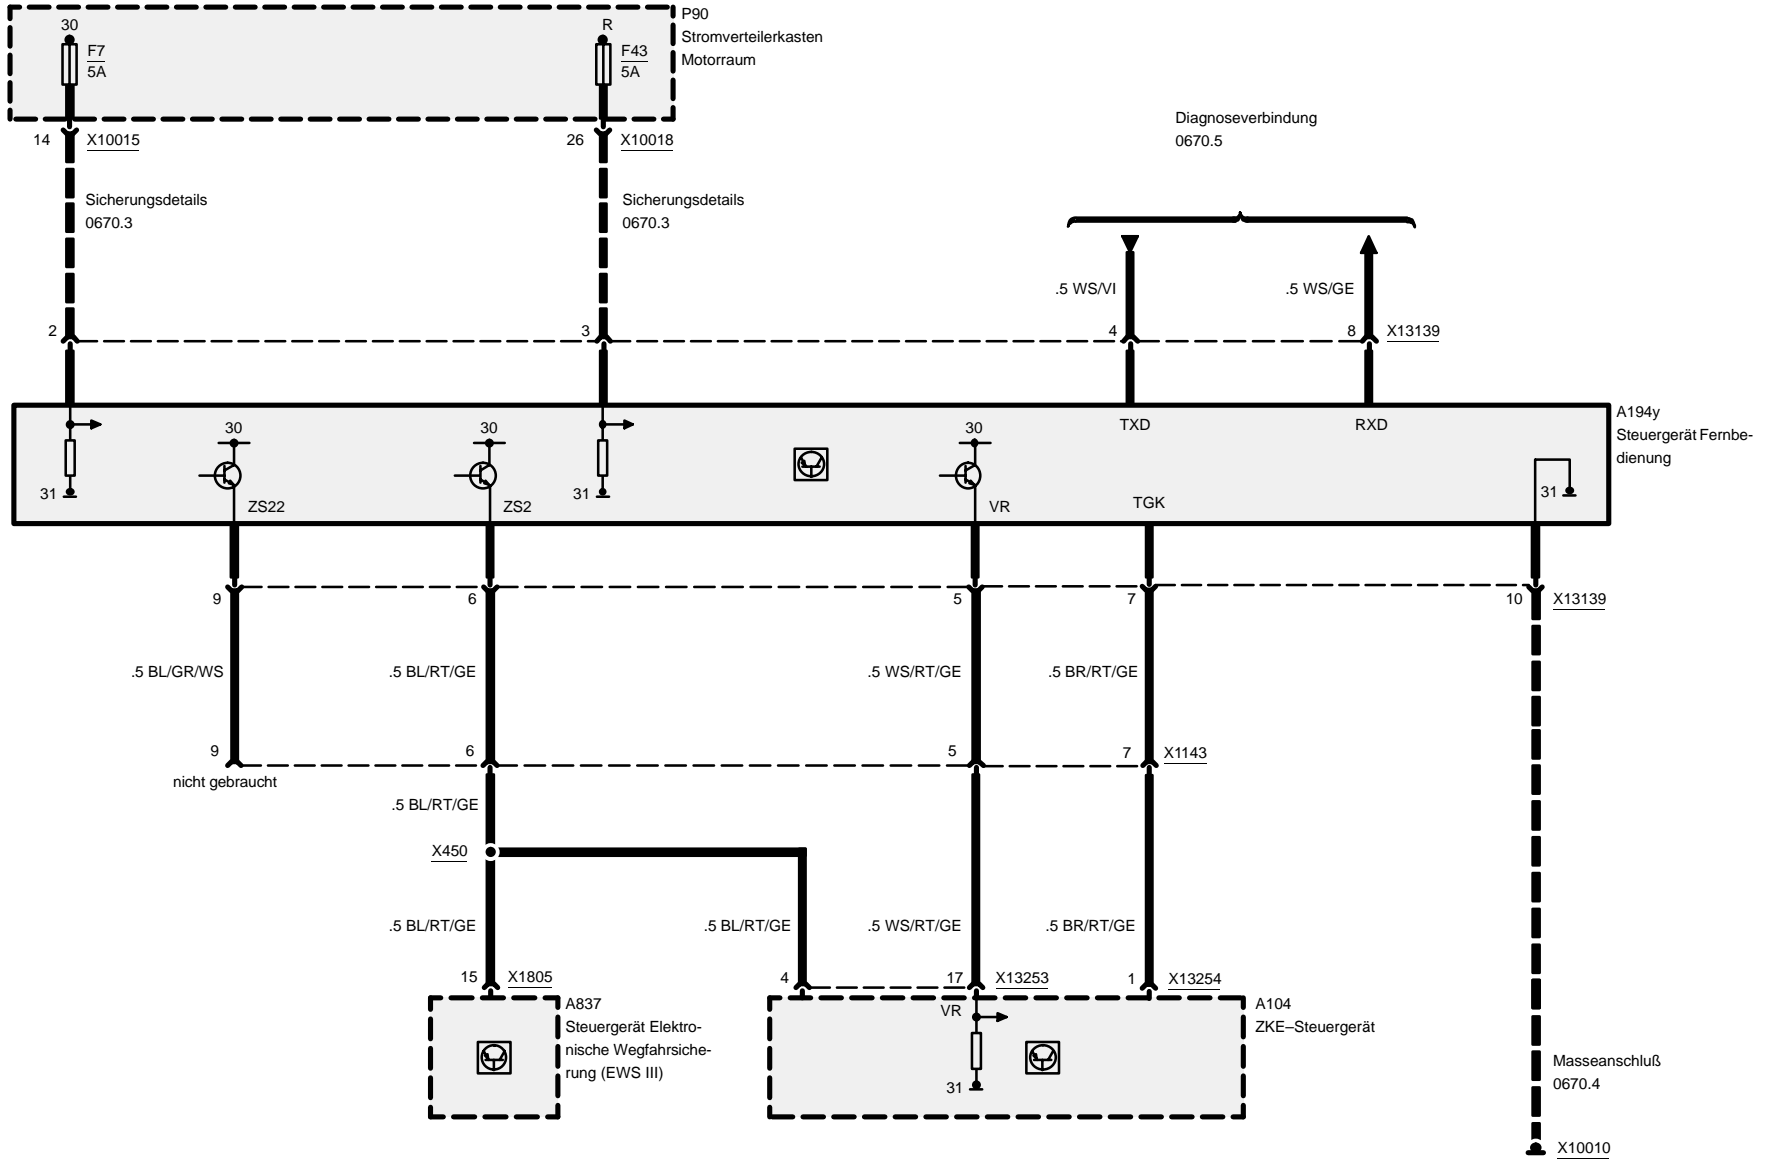 30
R
P90
Stromverteilerkasten
Motorraum
F7
5A
F43
5A
14
X10015
26
X10018
Diagnoseverbindung
0670.5
Sicherungsdetails
0670.3
Sicherungsdetails
0670.3
.5 WS/VI
.5 WS/GE
2
3
4
8
X13139
A194y
Steuergerät Fernbe-
dienung
TXD
RXD
30
30
30
31
31
31
ZS22
ZS2
VR
TGK
9
6
5
7
10
X13139
.5 BL/GR/WS
.5 BL/RT/GE
.5 WS/RT/GE
.5 BR/RT/GE
9
6
5
7
X1143
nicht gebraucht
.5 BL/RT/GE
X450
.5 BL/RT/GE
.5 BL/RT/GE
.5 WS/RT/GE
.5 BR/RT/GE
15
X1805
4
17
X13253
1
X13254
A837
Steuergerät Elektro-
nische Wegfahrsiche-
rung (EWS III)
VR
31
A104
ZKE–Steuergerät
Masseanschluß
0670.4
X10010